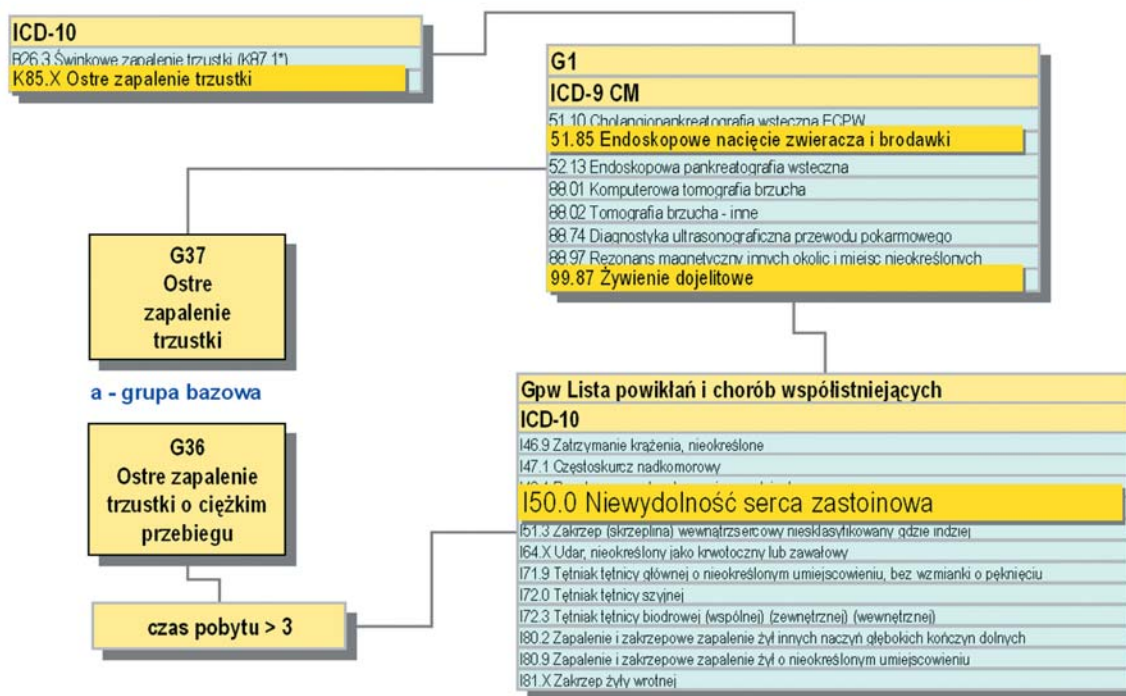 ICD-10
B26.3 Świnkowe zapalenie trzustki (K87.1*)
K85.X Ostre zapalenie trzustki
G1
ICD-9 CM
51.10 Cholangiopankreatografia wsteczna ECPW
51.85 Endoskopowe nacięcie zwieracza i brodawki
52.13 Endoskopowa pankreatografia wsteczna
88.01 Komputerowa tomografia brzucha
88.02 Tomografia brzucha - inne
88.74 Diagnostyka ultrasonograficzna przewodu pokarmowego
88.97 Rezonans magnetyczny innych okolic i miejsc nieokreślonych
99.87 Żywienie dojelitowe
G37
Ostre
zapalenie
trzustki
a - grupa bazowa
G36
Ostre zapalenie
trzustki o ciężkim
przebiegu
czas pobytu > 3
Gpw Lista powikłań i chorób współistniejących
ICD-10
I46.9 Zatrzymanie krążenia, nieokreślone
I47.1 Częstoskurcz nadkomorowy
I50.0 Niewydolność serca zastoinowa
I51.3 Zakrzep (skrzeplina) wewnątrzsercowy niesklasyfikowany gdzie indziej
I64.X Udar, nieokreślony jako krwotoczny lub zawałowy
I71.9 Tętniak tętnicy głównej o nieokreślonym umiejscowieniu, bez wzmianki o pęknięciu
I72.0 Tętniak tętnicy szyjnej
I72.3 Tętniak tętnicy biodrowej (wspólnej) (zewnętrznej) (wewnętrznej)
I80.2 Zapalenie i zakrzepowe zapalenie żył innych naczyń głębokich kończyn dolnych
I80.9 Zapalenie i zakrzepowe zapalenie żył o nieokreślonym umiejscowieniu
I81.X Zakrzep żyły wrotnej